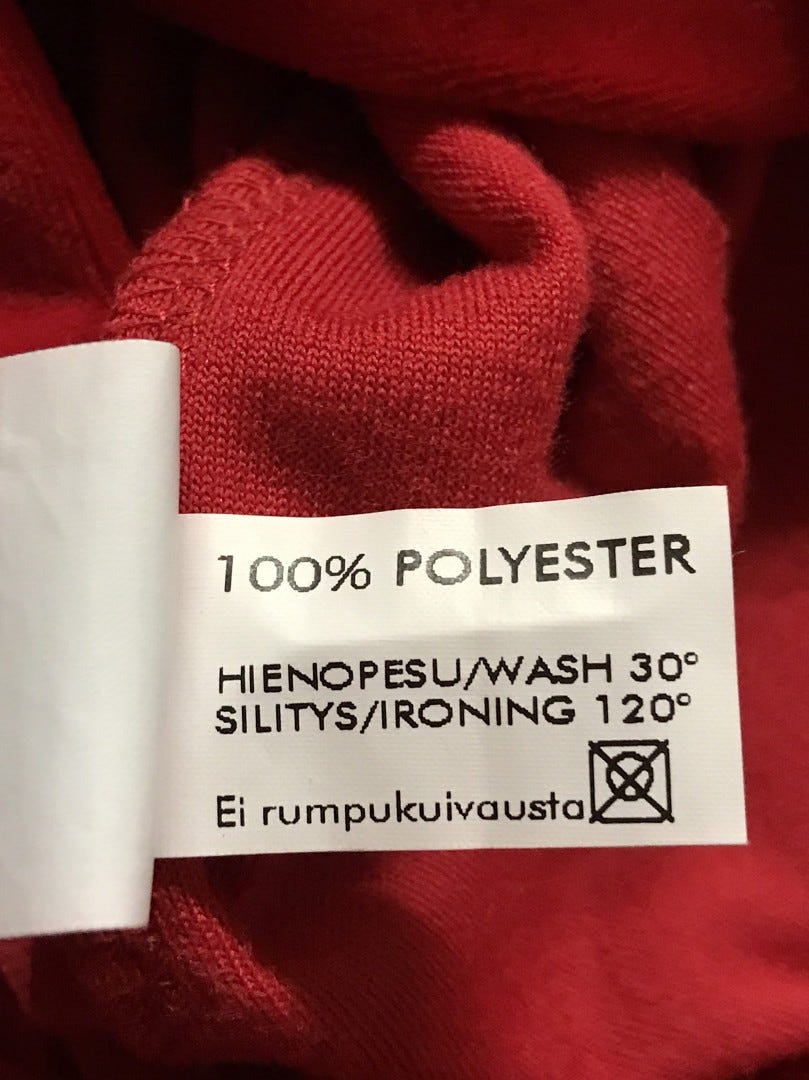 100% POLYESTER
HIENOPESU/WASH 30°
SILITYS/IRONING 120°
Ei rumpukuivausta